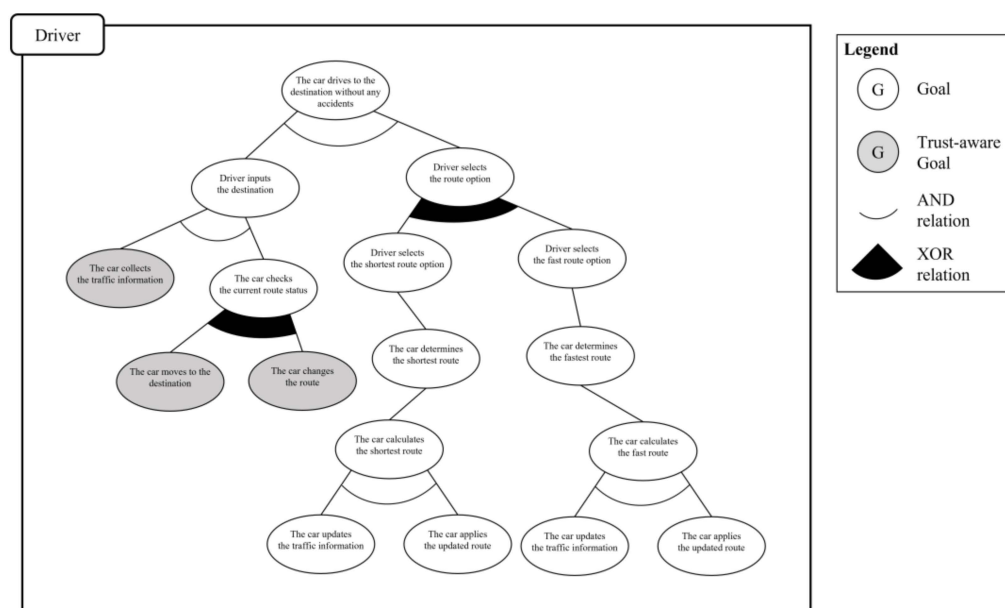 Driver
The car drives to the
destination without any
accidents
Driver inputs
the destination
Driver selects
the route option
The car collects
the traffic information
The car checks
the current route status
Driver selects
the shortest route option
Driver selects
the fast route option
The car moves to the
destination
The car changes
the route
The car determines
the shortest route
The car determines
the fastest route
The car calculates
the shortest route
The car calculates
the fast route
The car updates
the traffic information
The car applies
the updated route
The car updates
the traffic information
The car applies
the updated route
Legend
G
Goal
G
Trust-aware
Goal
AND
relation
XOR
relation